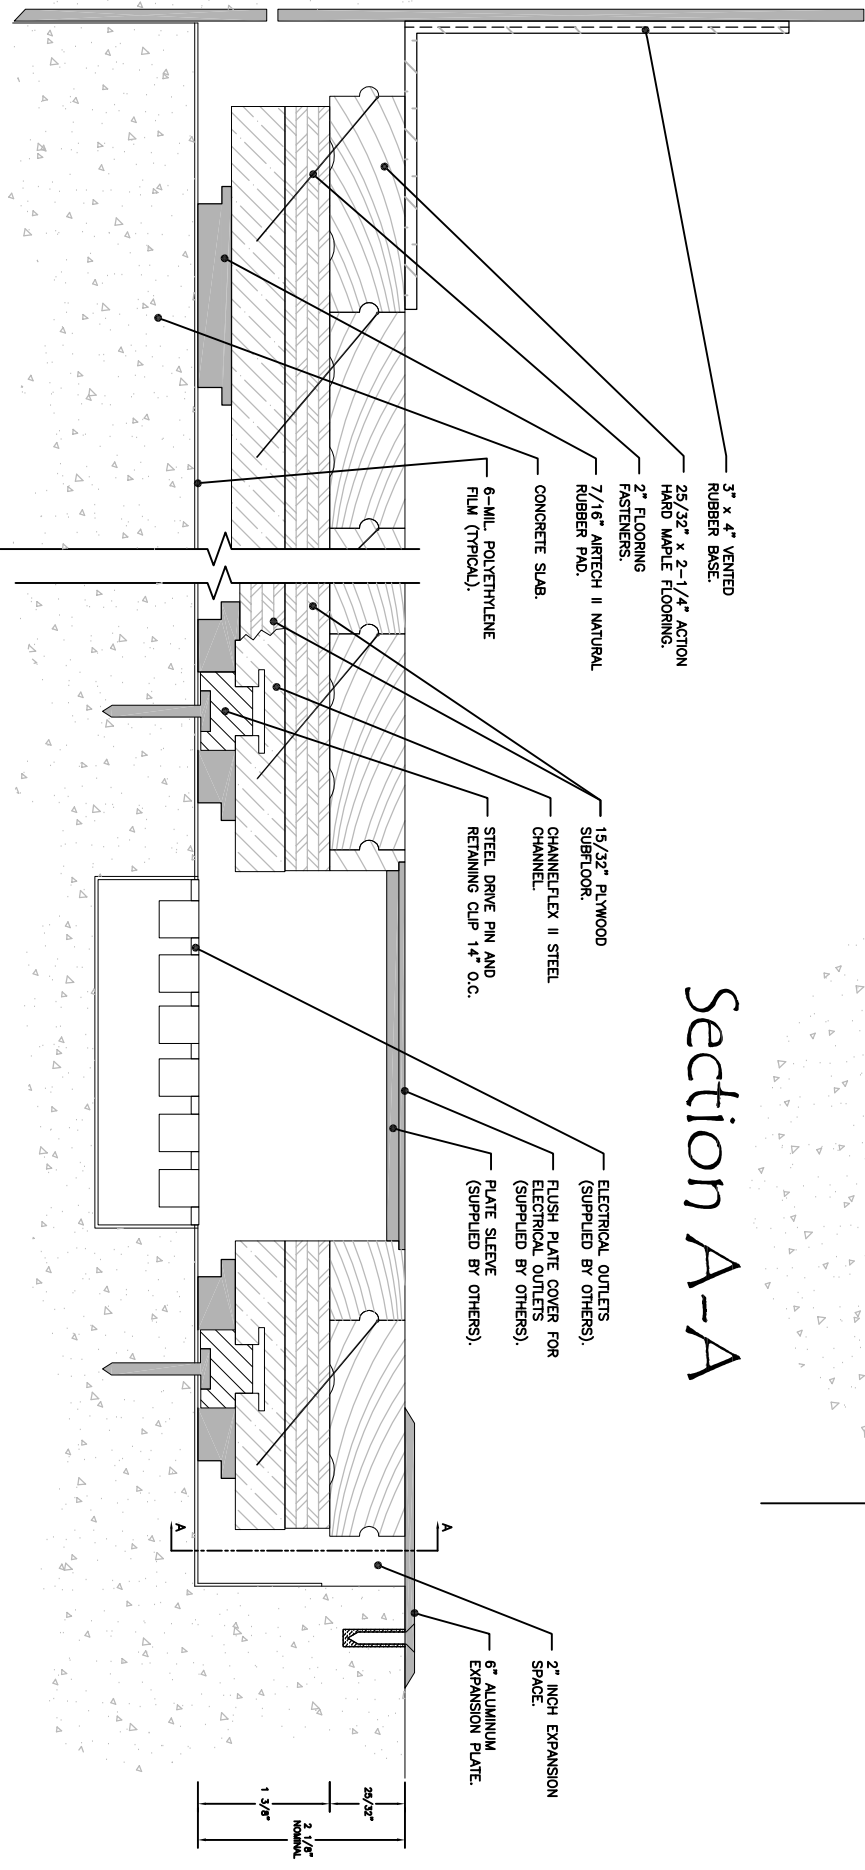 3" x 4" VENTED
RUBBER BASE.
25/32" x 2-1/4" ACTION
HARD MAPLE FLOORING.
2" FLOORING
FASTENERS.
7/16" AIRTECH II NATURAL
RUBBER PAD.
CONCRETE SLAB.
6-MIL. POLYETHYLENE
FILM (TYPICAL).
15/32" PLYWOOD
SUBFLOOR.
CHANNELFLEX II STEEL
CHANNEL.
STEEL DRIVE PIN AND
RETAINING CLIP 14" O.C.
Section A-A
ELECTRICAL OUTLETS
(SUPPLIED BY OTHERS).
FLUSH PLATE COVER FOR
ELECTRICAL OUTLETS
(SUPPLIED BY OTHERS).
PLATE SLEEVE
(SUPPLIED BY OTHERS).
A
A
2" INCH EXPANSION
SPACE.
6" ALUMINUM
EXPANSION PLATE.
25/32"
1 3/8"
2 1/8"
NOMINAL